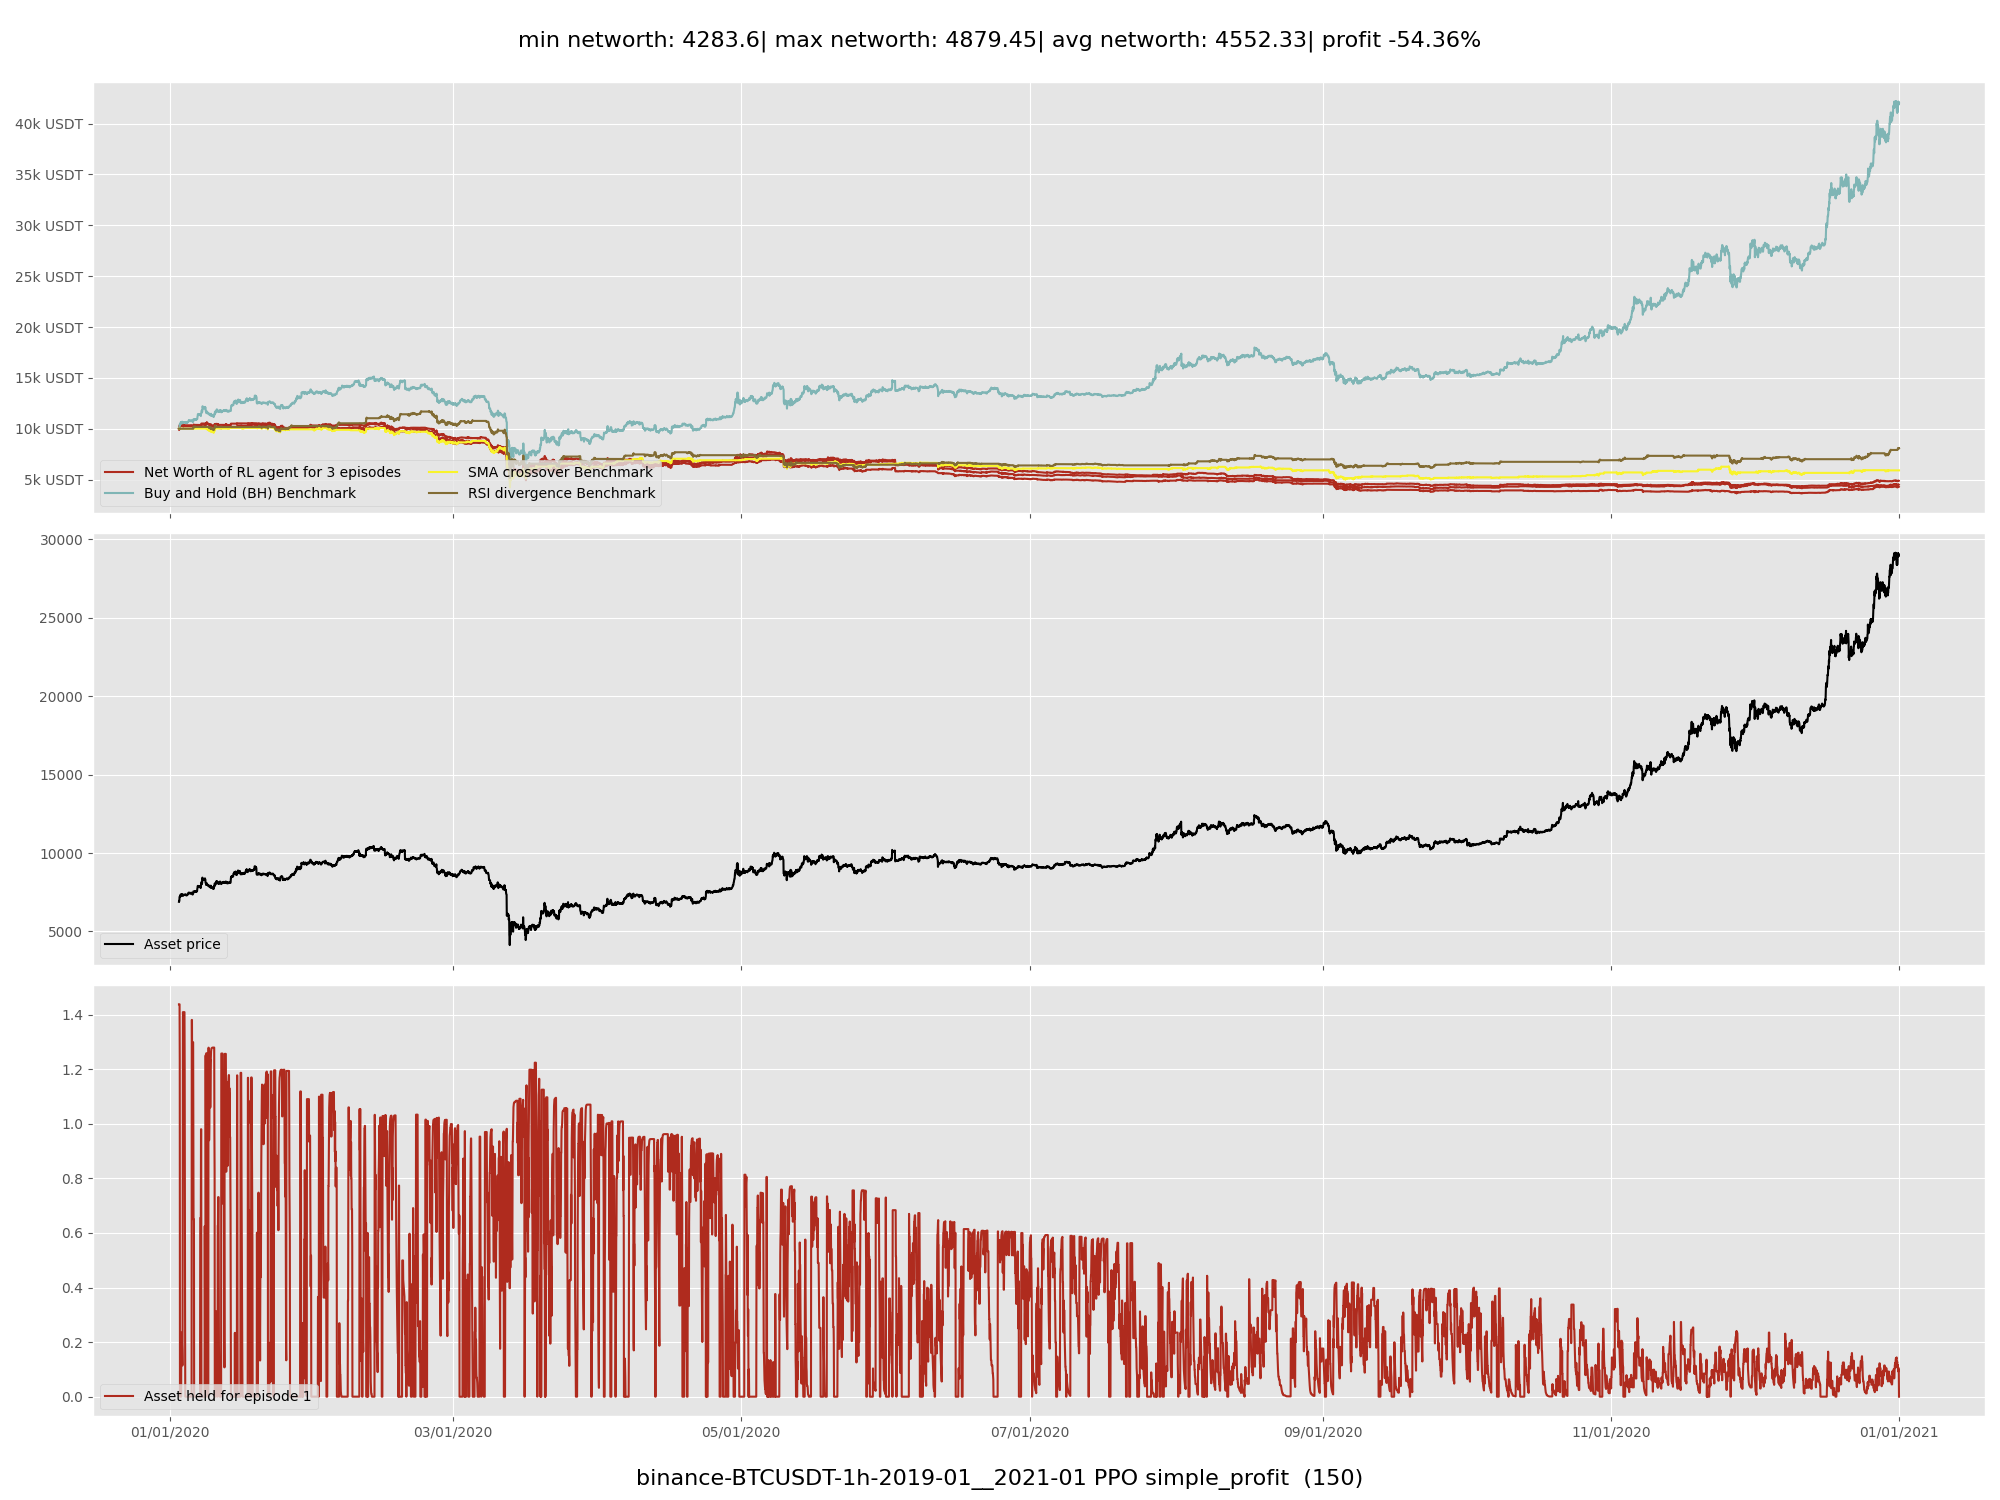 min networth: 4283.6| max networth: 4879.45| avg networth: 4552.33| profit -54.36%
40k USDT
35k USDT
30k USDT
25k USDT
20k USDT
15k USDT
10k USDT
5k USDT
Net Worth of RL agent for 3 episodes
Buy and Hold (BH) Benchmark
SMA crossover Benchmark
RSI divergence Benchmark
30000
25000
20000
15000
10000
5000
Asset price
1.4
1.2
1.0
0.8
0.6
0.4
0.2
0.0
Asset held for episode 1
01/01/2020 03/01/2020 05/01/2020 07/01/2020 09/01/2020 11/01/2020 01/01/2021
binance-BTCUSDT-1h-2019-01__2021-01 PPO simple_profit  (150)